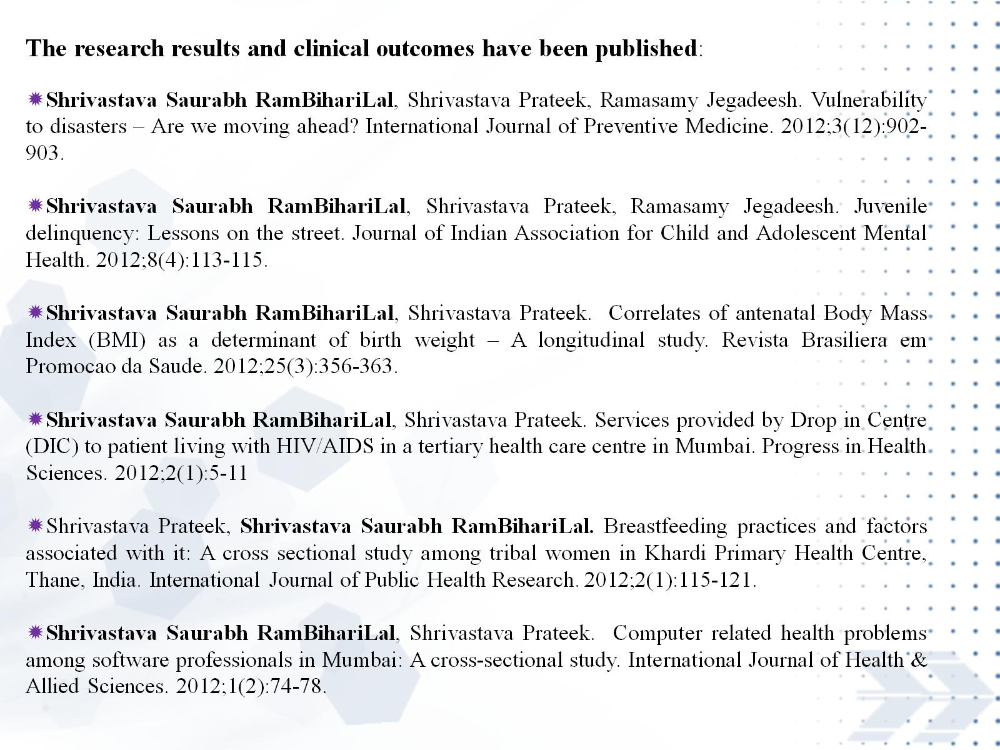 The research results and clinical outcomes have been published:
✹Shrivastava Saurabh RamBihariLal, Shrivastava Prateek, Ramasamy Jegadeesh. Vulnerability
to disasters – Are we moving ahead? International Journal of Preventive Medicine. 2012;3(12):902-
903.
✹Shrivastava Saurabh RamBihariLal, Shrivastava Prateek, Ramasamy Jegadeesh. Juvenile
delinquency: Lessons on the street. Journal of Indian Association for Child and Adolescent Mental
Health. 2012;8(4):113-115.
✹Shrivastava Saurabh RamBihariLal, Shrivastava Prateek. Correlates of antenatal Body Mass
Index (BMI) as a determinant of birth weight – A longitudinal study. Revista Brasiliera em
Promocao da Saude. 2012;25(3):356-363.
✹Shrivastava Saurabh RamBihariLal, Shrivastava Prateek. Services provided by Drop in Centre
(DIC) to patient living with HIV/AIDS in a tertiary health care centre in Mumbai. Progress in Health
Sciences. 2012;2(1):5-11
✹Shrivastava Prateek, Shrivastava Saurabh RamBihariLal. Breastfeeding practices and factors
associated with it: A cross sectional study among tribal women in Khardi Primary Health Centre,
Thane, India. International Journal of Public Health Research. 2012;2(1):115-121.
✹Shrivastava Saurabh RamBihariLal, Shrivastava Prateek. Computer related health problems
among software professionals in Mumbai: A cross-sectional study. International Journal of Health &
Allied Sciences. 2012;1(2):74-78.